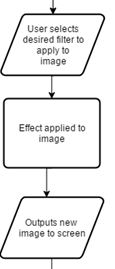 User selects
desired filter to
apply to
image
Effect applied to
image
Outputs new
image to screen